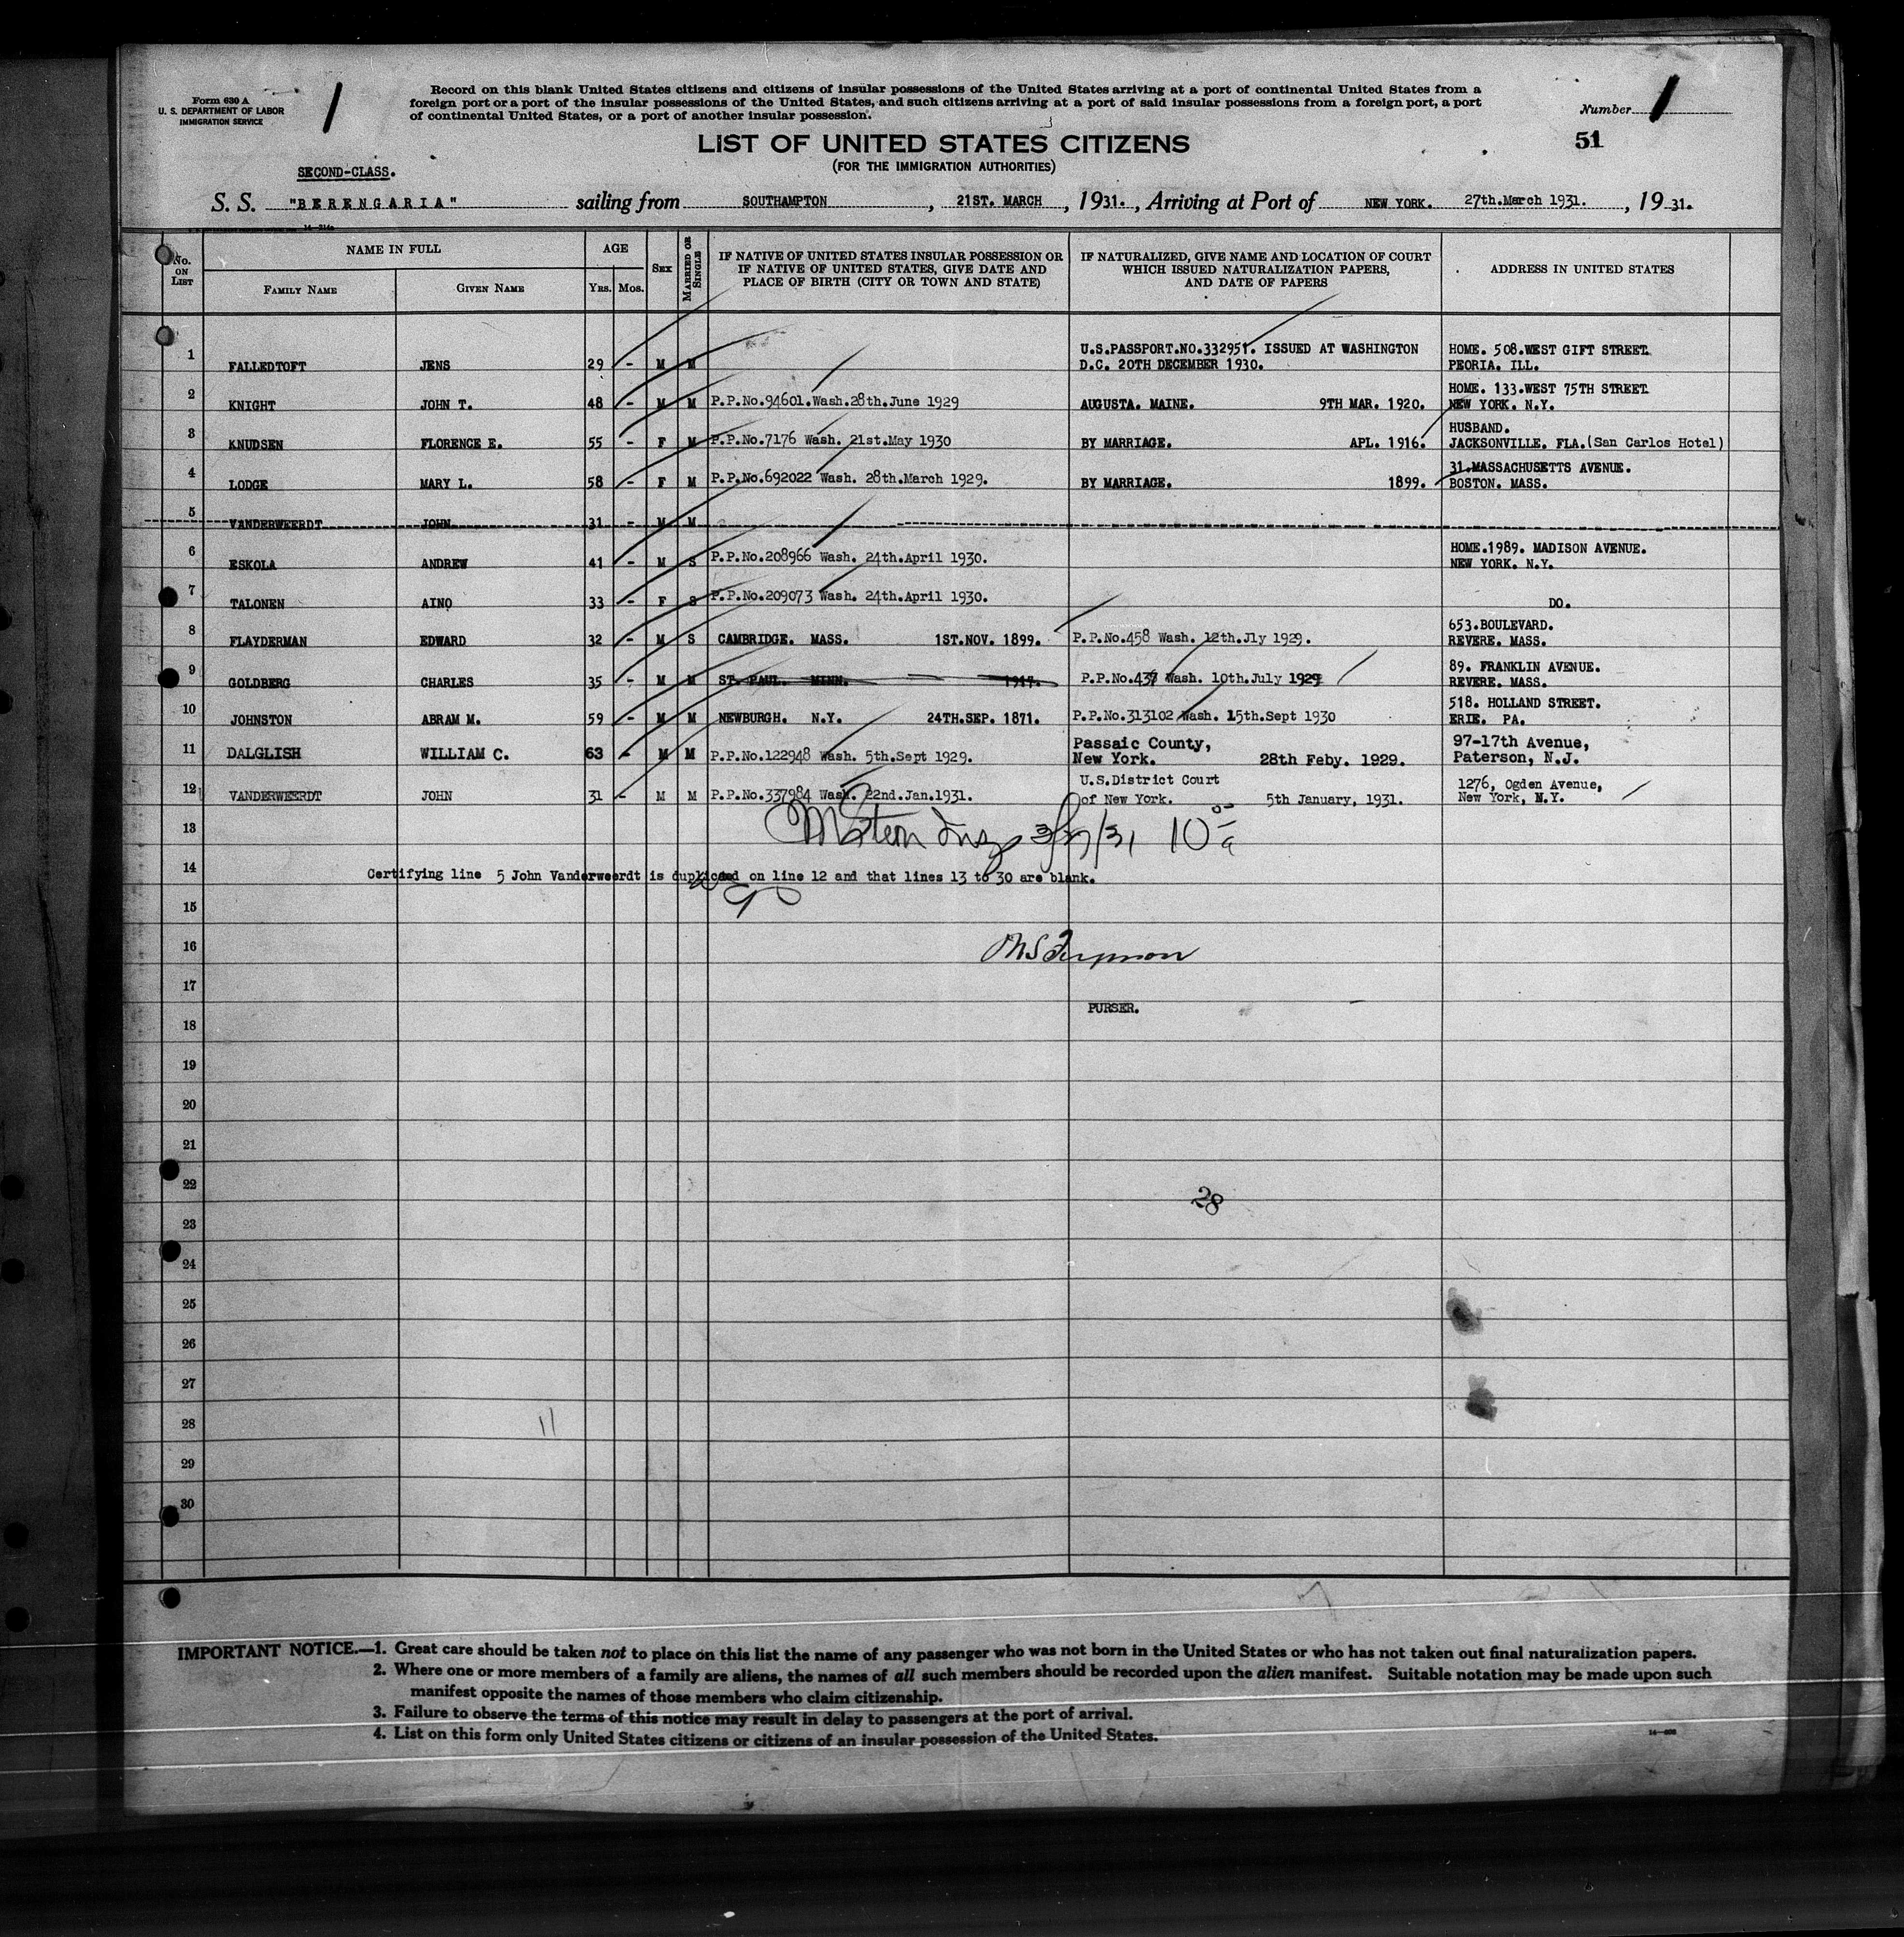 Form 630 A
U. S. DEPARTMENT OF LABOR
IMMIGRATION SERVICE
1
Record on this blank United States citizens and citizens of insular possessions of the United States arriving at a port of continental United States from a
foreign port or a port of the insular possessions of the United States, and such citizens arriving at a port of said insular possessions from a foreign port, a port
of continental United States, or a port of another insular possession.
Number 1
51
LIST OF UNITED STATES CITIZENS
(FOR THE IMMIGRATION AUTHORITIES)
SECOND-CLASS.
S. S. "BERENGARIA" sailing from SOUTHAMPTON, 21ST. MARCH, 1931., Arriving at Port of NEW YORK. 27th.March 1931., 1931.
14-214a
No. ON LIST NAME IN FULL AGE SEX MARRIED OR SINGLE IF NATIVE OF UNITED STATES INSULAR POSSESSION OR IF NATIVE OF UNITED STATES, GIVE DATE AND PLACE OF BIRTH (CITY OR TOWN AND STATE) IF NATURALIZED, GIVE NAME AND LOCATION OF COURT WHICH ISSUED NATURALIZATION PAPERS, AND DATE OF PAPERS ADDRESS IN UNITED STATES
FAMILY NAME GIVEN NAME YRS. MOS.
1 FALLEDTOFT JENS 29 - M M U.S.PASSPORT.NO.332951. ISSUED AT WASHINGTON D.C. 20TH DECEMBER 1930. HOME. 508.WEST GIFT STREET PEORIA. ILL.
2 KNIGHT JOHN T. 48 - M M P.P.No.94601.Wash.28th.June 1929 AUGUSTA. MAINE. 9TH MAR. 1920. HOME. 133.WEST 75TH STREET NEW YORK. N.Y.
3 KNUDSEN FLORENCE E. 55 - F M P.P.No.7176 Wash. 21st.May 1930 BY MARRIAGE. APL. 1916. HUSBAND. JACKSONVILLE. FLA.(San Carlos Hotel)
4 LODGE MARY L. 58 - F M P.P.No.692022 Wash. 28th.March 1929. BY MARRIAGE. 1899. 31.MASSACHUSETTS AVENUE. BOSTON. MASS.
5 VANDERWEERDT JOHN 31 - M M
6 ESKOLA ANDREW 41 - M S P.P.No.208966 Wash. 24th.April 1930. HOME.1989. MADISON AVENUE. NEW YORK. N.Y.
7 TALONEN AINO 33 - F S P.P.No.209073 Wash. 24th.April 1930. DO.
8 FLAYDERMAN EDWARD 32 - M S CAMBRIDGE. MASS. 1ST.NOV. 1899. P.P.No.458 Wash. 12th.Jly 1929. 653.BOULEVARD. REVERE. MASS.
9 GOLDBERG CHARLES 35 - M M ST. PAUL. MINN. 1917. P.P.No.437 Wash. 10th.July 1929 89. FRANKLIN AVENUE. REVERE. MASS.
10 JOHNSTON ABRAM M. 59 - M M NEWBURGH. N.Y. 24TH.SEP. 1871. P.P.No.313102 Wash. 15th.Sept 1930 518. HOLLAND STREET. ERIE. PA.
11 DALGLISH WILLIAM C. 63 - M M P.P.No.122948 Wash. 5th.Sept 1929. Passaic County, New York. 28th Feby. 1929. 97-17th Avenue, Paterson, N.J.
12 VANDERWEERDT JOHN 31 - M M P.P.No.337984 Wash. 22nd.Jan.1931. U.S.District Court of New York. 5th January, 1931. 1276, Ogden Avenue, New York, N.Y.
13
14 Certifying line 5 John Vanderweerdt is duplicated on line 12 and that lines 13 to 30 are blank.
15
16
17
PURSER.
18
19
20
21
22
28
23
24
25
26
27
28
11
29
30
IMPORTANT NOTICE.—1. Great care should be taken not to place on this list the name of any passenger who was not born in the United States or who has not taken out final naturalization papers.
2. Where one or more members of a family are aliens, the names of all such members should be recorded upon the alien manifest. Suitable notation may be made upon such
manifest opposite the names of those members who claim citizenship.
3. Failure to observe the terms of this notice may result in delay to passengers at the port of arrival.
4. List on this form only United States citizens or citizens of an insular possession of the United States.